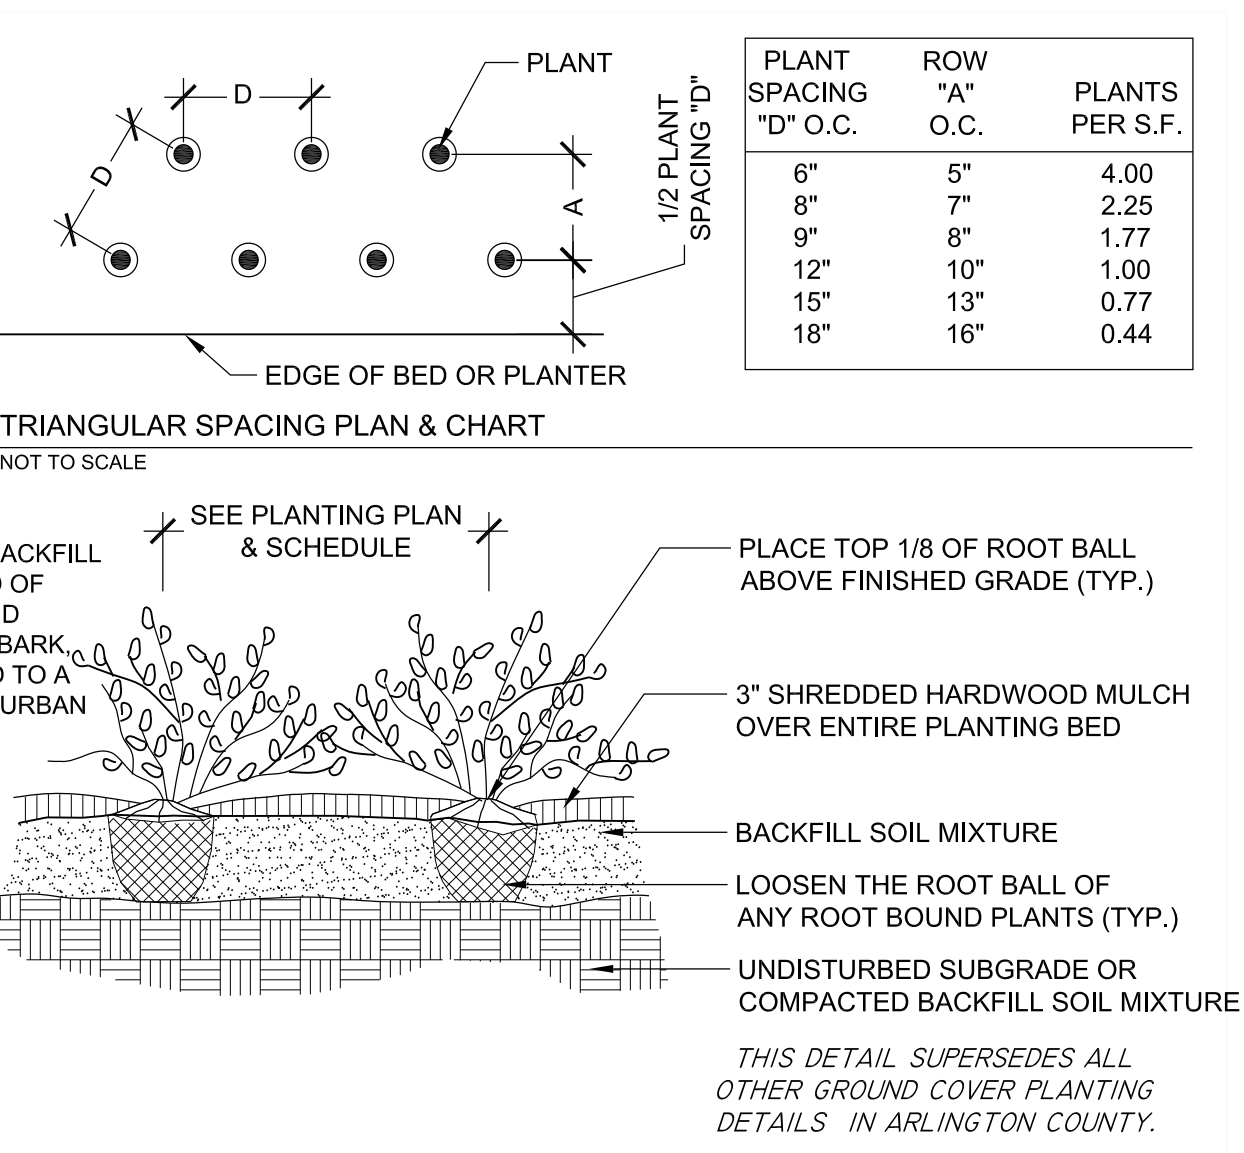 PLANT
D
D
A
1/2 PLANT
SPACING "D"
EDGE OF BED OR PLANTER
PLANT ROW
SPACING "A" PLANTS
"D" O.C. O.C. PER S.F.
6" 5" 4.00
8" 7" 2.25
9" 8" 1.77
12" 10" 1.00
15" 13" 0.77
18" 16" 0.44
TRIANGULAR SPACING PLAN & CHART
NOT TO SCALE
SEE PLANTING PLAN
& SCHEDULE
ACKFILL
OF
D
BARK,
TO A
URBAN
PLACE TOP 1/8 OF ROOT BALL
ABOVE FINISHED GRADE (TYP.)
3" SHREDDED HARDWOOD MULCH
OVER ENTIRE PLANTING BED
BACKFILL SOIL MIXTURE
LOOSEN THE ROOT BALL OF
ANY ROOT BOUND PLANTS (TYP.)
UNDISTURBED SUBGRADE OR
COMPACTED BACKFILL SOIL MIXTURE
THIS DETAIL SUPERSEDES ALL
OTHER GROUND COVER PLANTING
DETAILS IN ARLINGTON COUNTY.